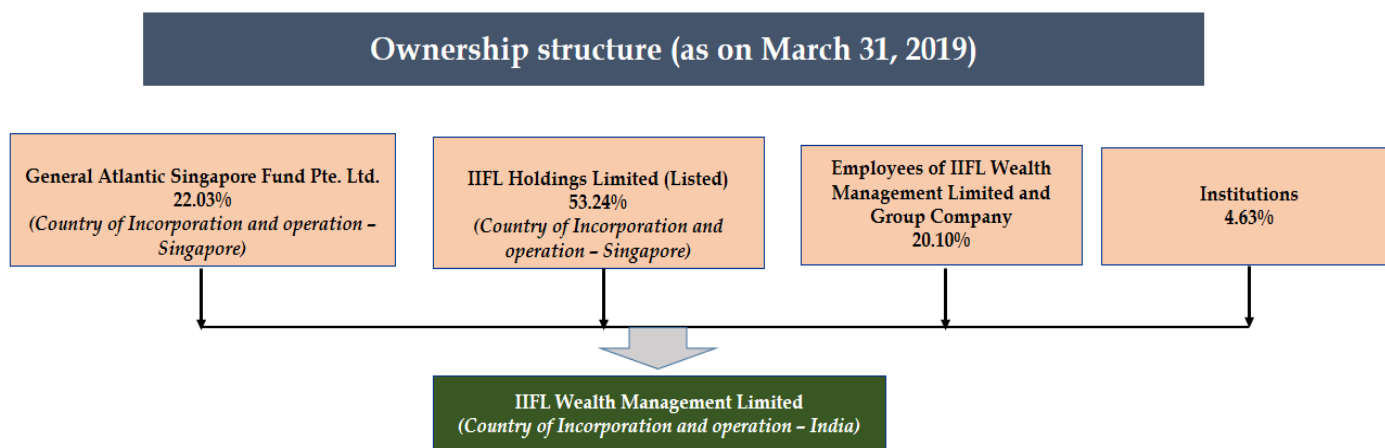 Ownership structure (as on March 31, 2019)
General Atlantic Singapore Fund Pte. Ltd.
22.03%
(Country of Incorporation and operation –
Singapore)
IIFL Holdings Limited (Listed)
53.24%
(Country of Incorporation and
operation – Singapore)
Employees of IIFL Wealth
Management Limited and
Group Company
20.10%
Institutions
4.63%
IIFL Wealth Management Limited
(Country of Incorporation and operation – India)